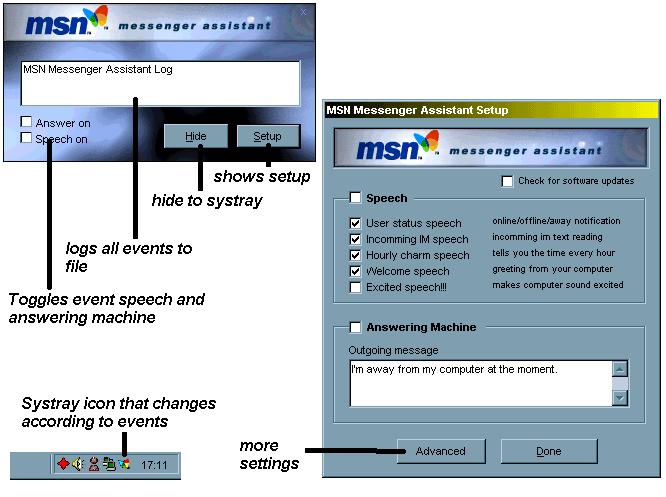 msn™ messenger assistant
x
MSN Messenger Assistant Log
Answer on
Speech on
Hide
Setup
shows setup
hide to systray
logs all events to
file
Toggles event speech and
answering machine
Systray icon that changes
according to events
17:11
MSN Messenger Assistant Setup
msn™ messenger assistant
Check for software updates
Speech
User status speech online/offline/away notification
Incomming IM speech incomming im text reading
Hourly charm speech tells you the time every hour
Welcome speech greeting from your computer
Excited speech!!! makes computer sound excited
Answering Machine
Outgoing message
I'm away from my computer at the moment.
more
settings
Advanced
Done